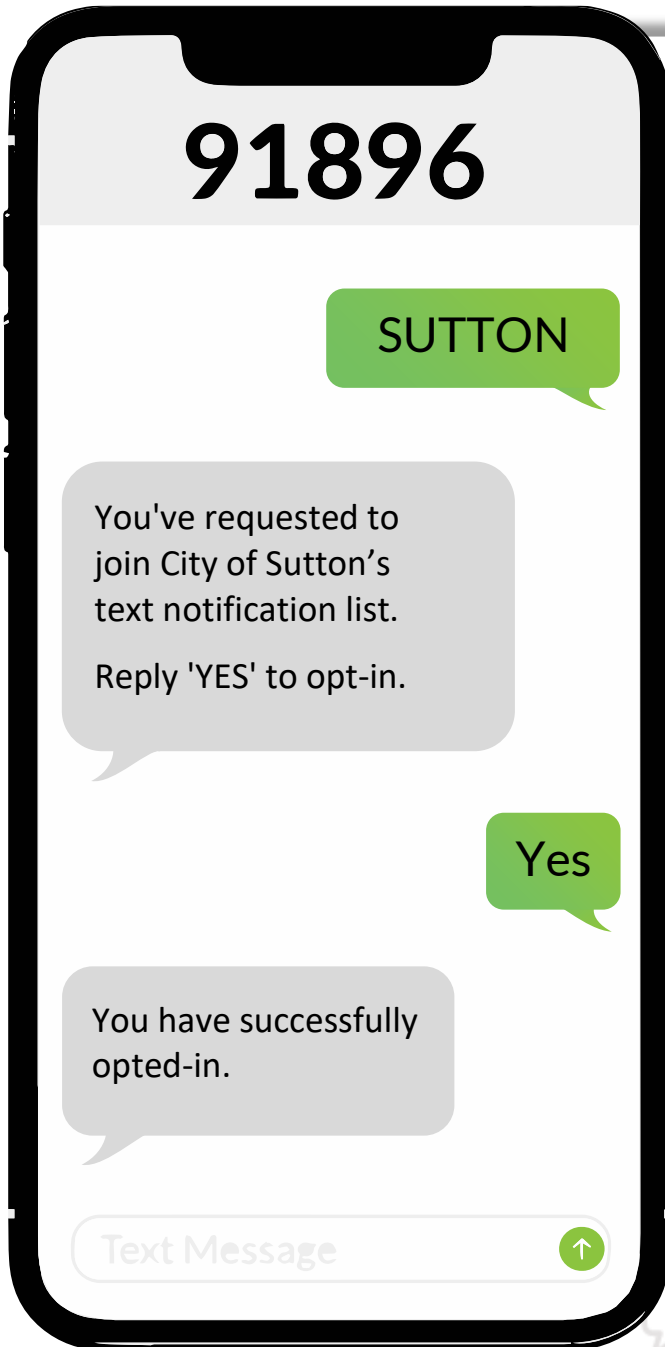 91896
SUTTON
You've requested to
join City of Sutton’s
text notification list.
Reply 'YES' to opt-in.
Yes
You have successfully
opted-in.
Text Message